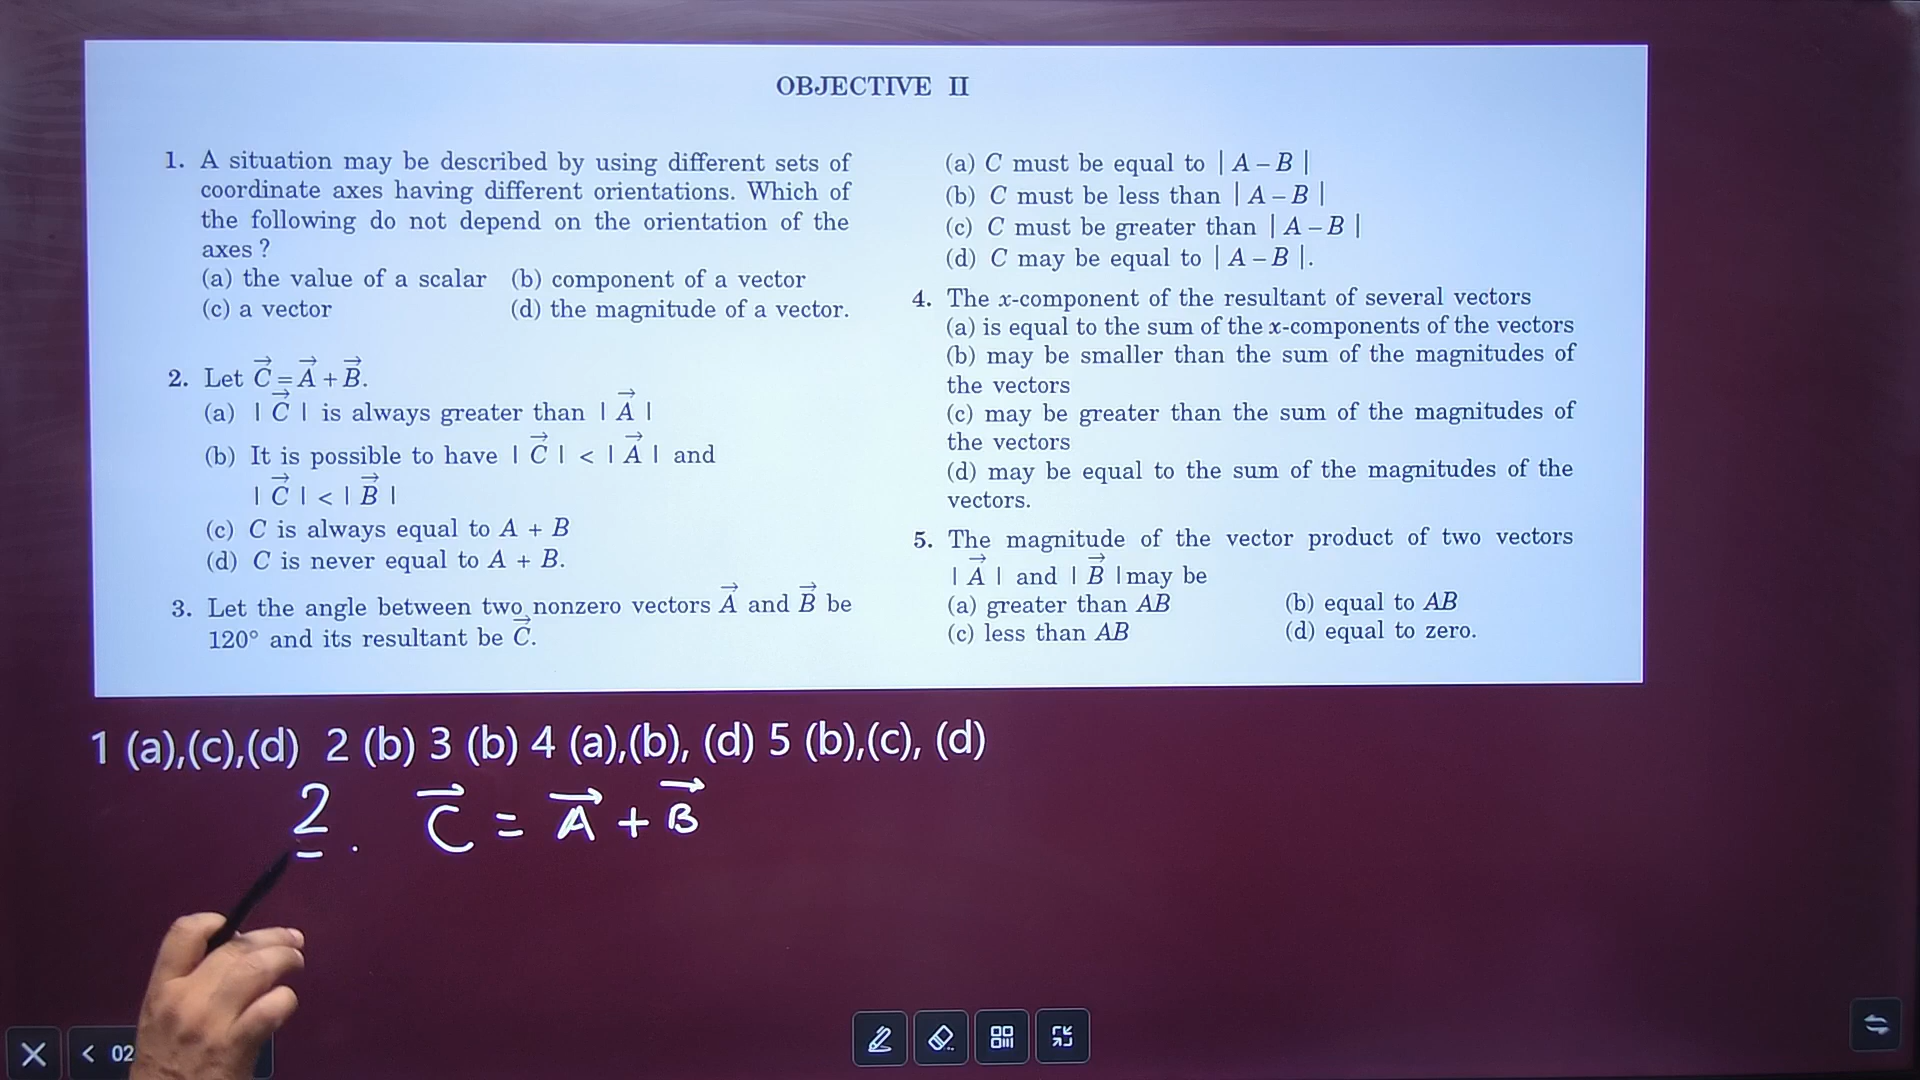 OBJECTIVE II
1. A situation may be described by using different sets of
coordinate axes having different orientations. Which of
the following do not depend on the orientation of the
axes ?
(a) the value of a scalar (b) component of a vector
(c) a vector (d) the magnitude of a vector.
2. Let C⃗ = A⃗ + B⃗.
(a) | C⃗ | is always greater than | A⃗ |
(b) It is possible to have | C⃗ | < | A⃗ | and
| C⃗ | < | B⃗ |
(c) C is always equal to A + B
(d) C is never equal to A + B.
3. Let the angle between two nonzero vectors A⃗ and B⃗ be
120° and its resultant be C⃗.
(a) C must be equal to | A – B |
(b) C must be less than | A – B |
(c) C must be greater than | A – B |
(d) C may be equal to | A – B |.
4. The x-component of the resultant of several vectors
(a) is equal to the sum of the x-components of the vectors
(b) may be smaller than the sum of the magnitudes of
the vectors
(c) may be greater than the sum of the magnitudes of
the vectors
(d) may be equal to the sum of the magnitudes of the
vectors.
5. The magnitude of the vector product of two vectors
| A⃗ | and | B⃗ | may be
(a) greater than AB (b) equal to AB
(c) less than AB (d) equal to zero.
1 (a),(c),(d) 2 (b) 3 (b) 4 (a),(b), (d) 5 (b),(c), (d)
2. C⃗ = A⃗ + B⃗
< 02